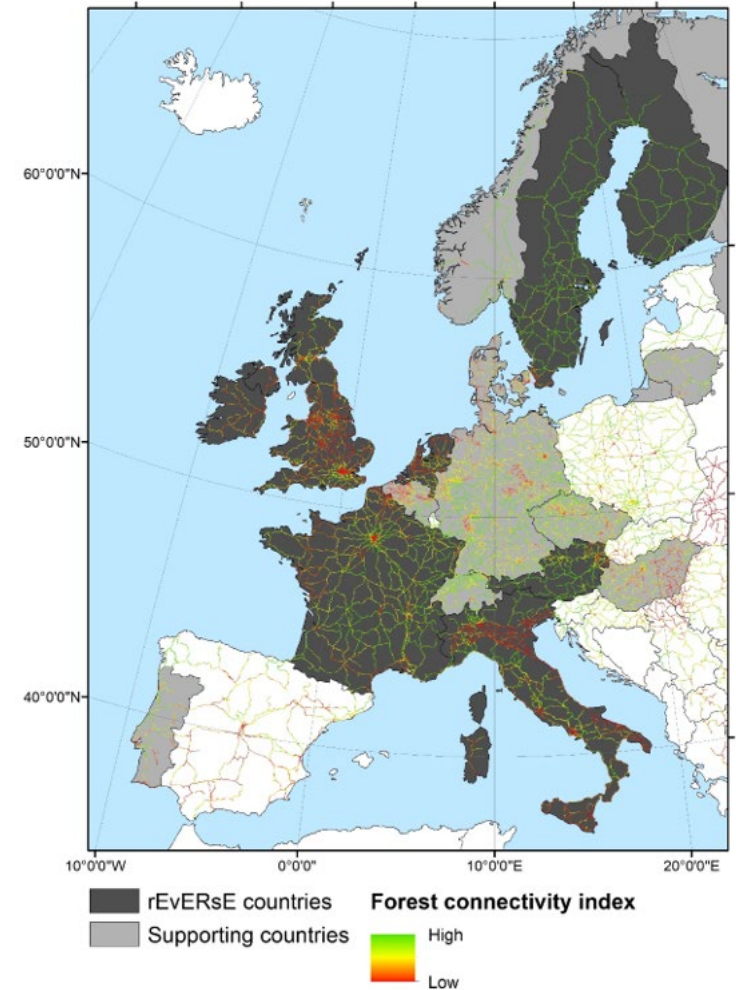 60°0'0"N
50°0'0"N
40°0'0"N
10°0'0"W
0°0'0"
10°0'0"E
20°0'0"E
rEvERsE countries
Supporting countries
Forest connectivity index
High
Low